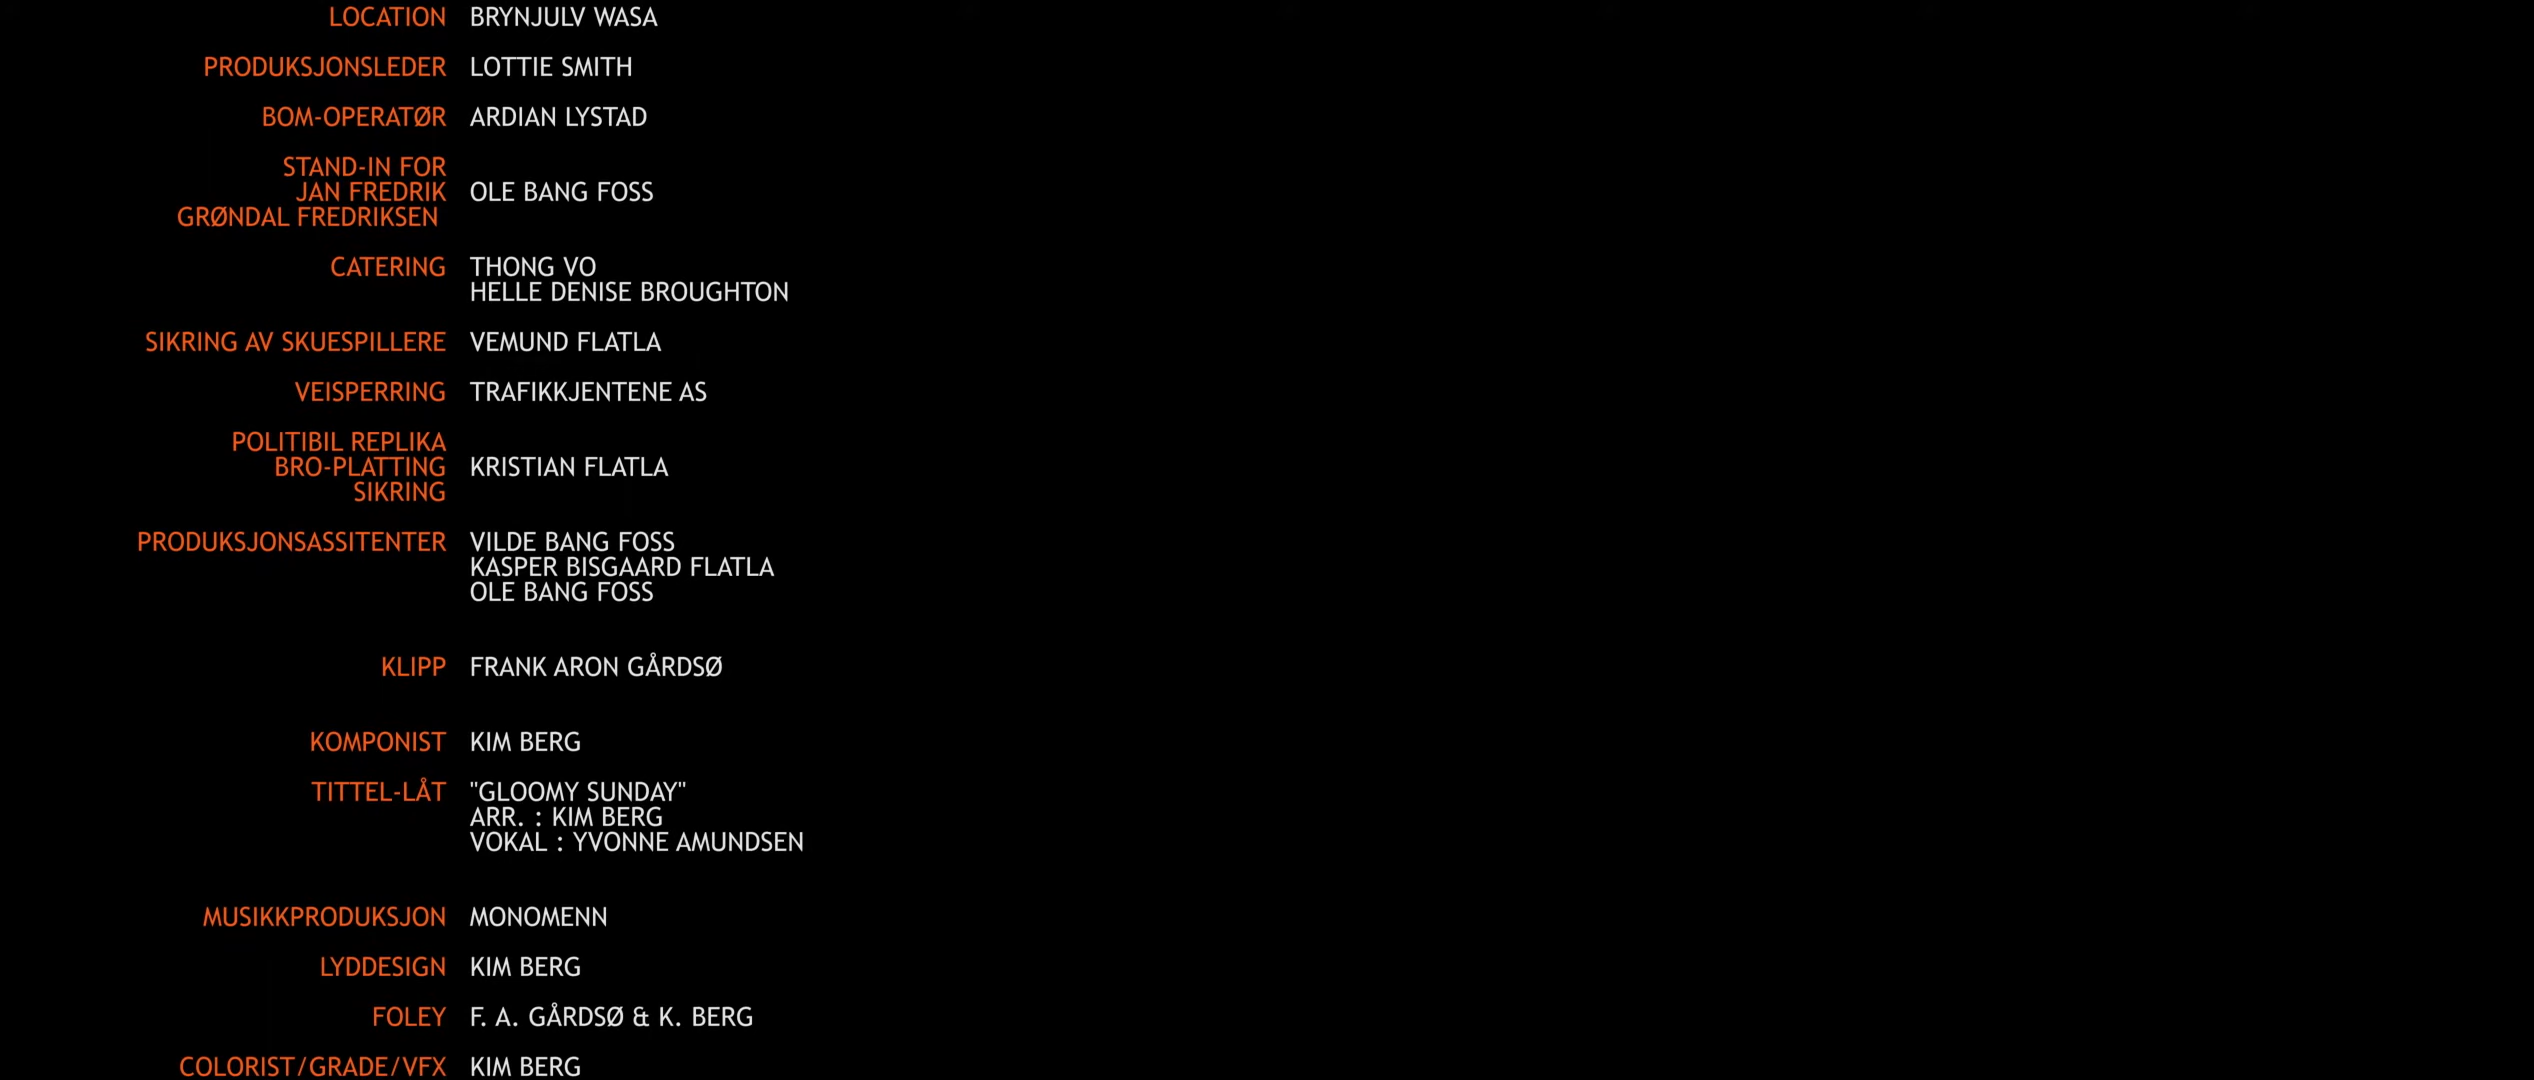 LOCATION BRYNJULV WASA
PRODUKSJONSLEDER LOTTIE SMITH
BOM-OPERATØR ARDIAN LYSTAD
STAND-IN FOR
JAN FREDRIK OLE BANG FOSS
GRØNDAL FREDRIKSEN
CATERING THONG VO
HELLE DENISE BROUGHTON
SIKRING AV SKUESPILLERE VEMUND FLATLA
VEISPERRING TRAFIKKJENTENE AS
POLITIBIL REPLIKA
BRO-PLATTING KRISTIAN FLATLA
SIKRING
PRODUKSJONSASSITENTER VILDE BANG FOSS
KASPER BISGAARD FLATLA
OLE BANG FOSS
KLIPP FRANK ARON GÅRDSØ
KOMPONIST KIM BERG
TITTEL-LÅT "GLOOMY SUNDAY"
ARR. : KIM BERG
VOKAL : YVONNE AMUNDSEN
MUSIKKPRODUKSJON MONOMENN
LYDDESIGN KIM BERG
FOLEY F. A. GÅRDSØ & K. BERG
COLORIST/GRADE/VFX KIM BERG